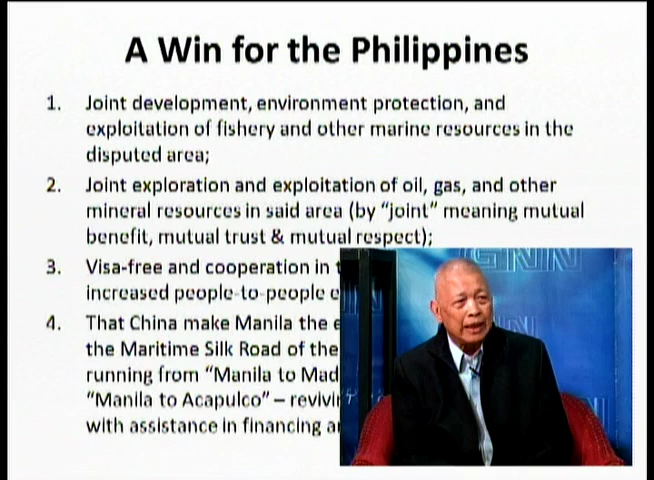 A Win for the Philippines
1. Joint development, environment protection, and
exploitation of fishery and other marine resources in the
disputed area;
2. Joint exploration and exploitation of oil, gas, and other
mineral resources in said area (by “joint” meaning mutual
benefit, mutual trust & mutual respect);
3. Visa-free and cooperation in
increased people-to-people
4. That China make Manila the
the Maritime Silk Road of the
running from “Manila to
“Manila to Acapulco” –
with assistance in financing
GNN